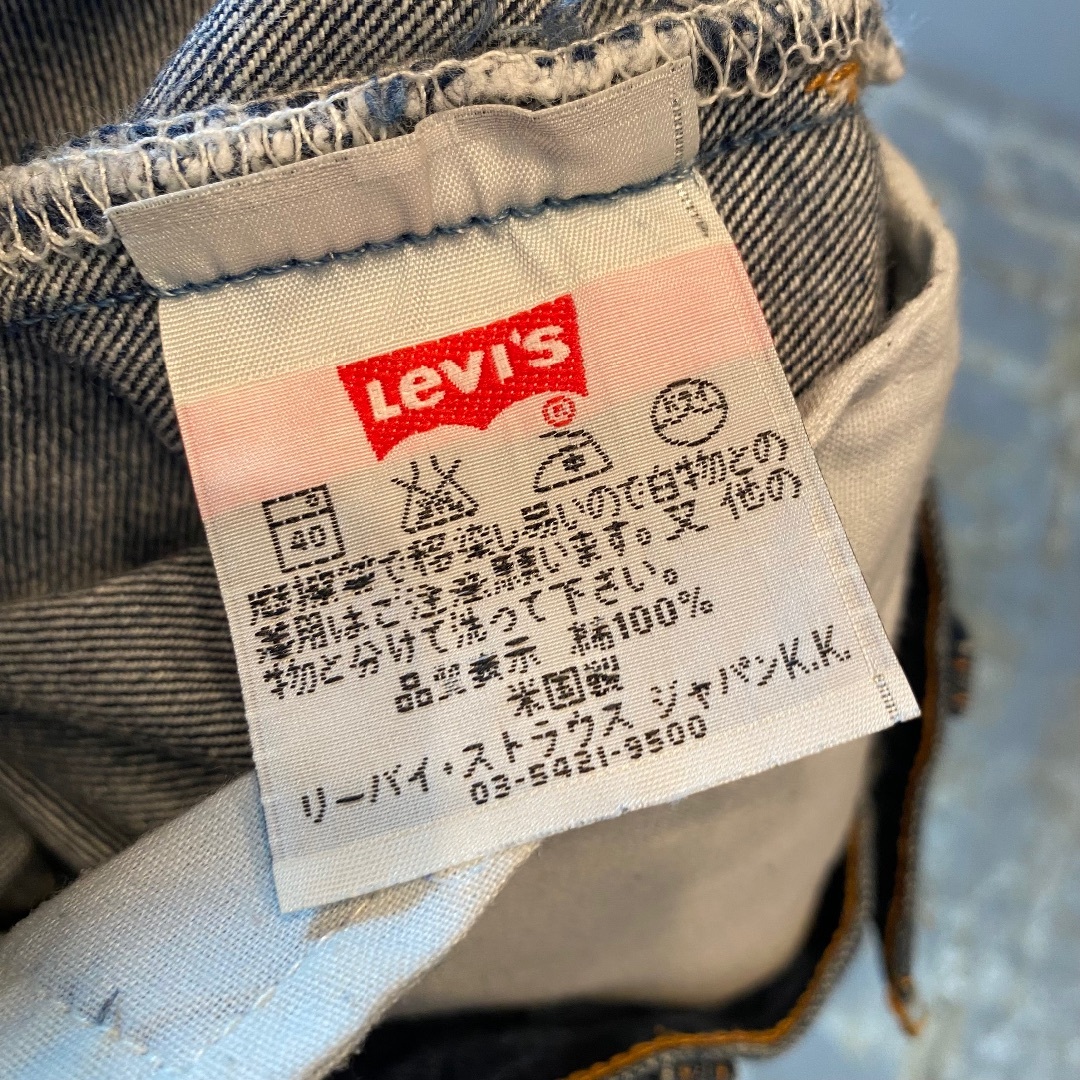 Levi's
®
40
摩擦等で移染し易いので白物との
着用はご注意願います。又 他の
物と分けて洗って下さい。
品質表示 綿100%
米国製
リーバイ・ストラウス ジャパンK.K.
03-5421-9500